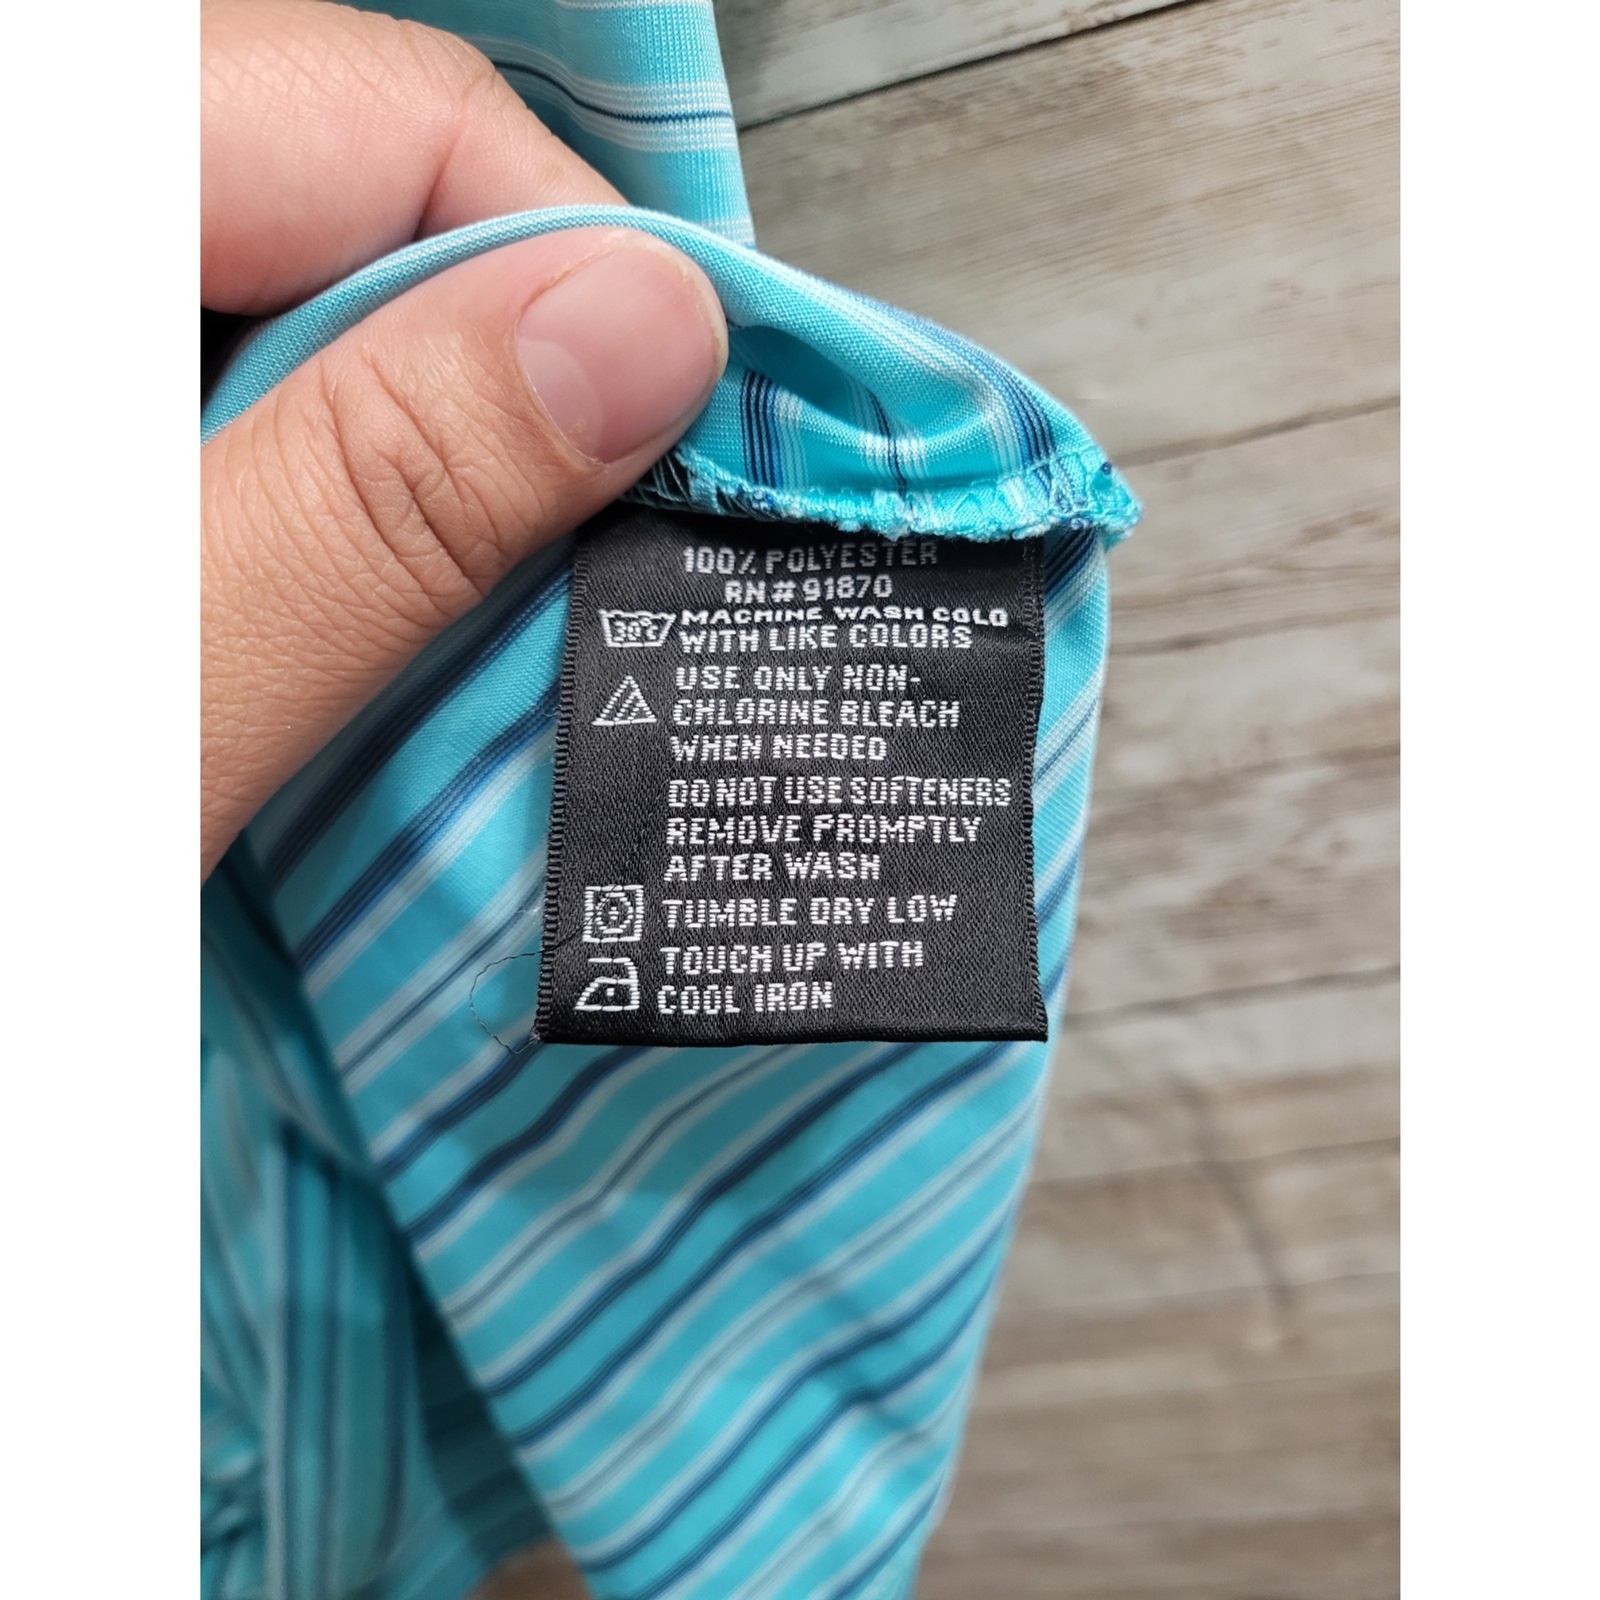 100% POLYESTER
RN# 91870
30°C MACHINE WASH COLD
WITH LIKE COLORS
USE ONLY NON-
CHLORINE BLEACH
WHEN NEEDED
DO NOT USE SOFTENERS
REMOVE PROMPTLY
AFTER WASH
TUMBLE DRY LOW
TOUCH UP WITH
COOL IRON